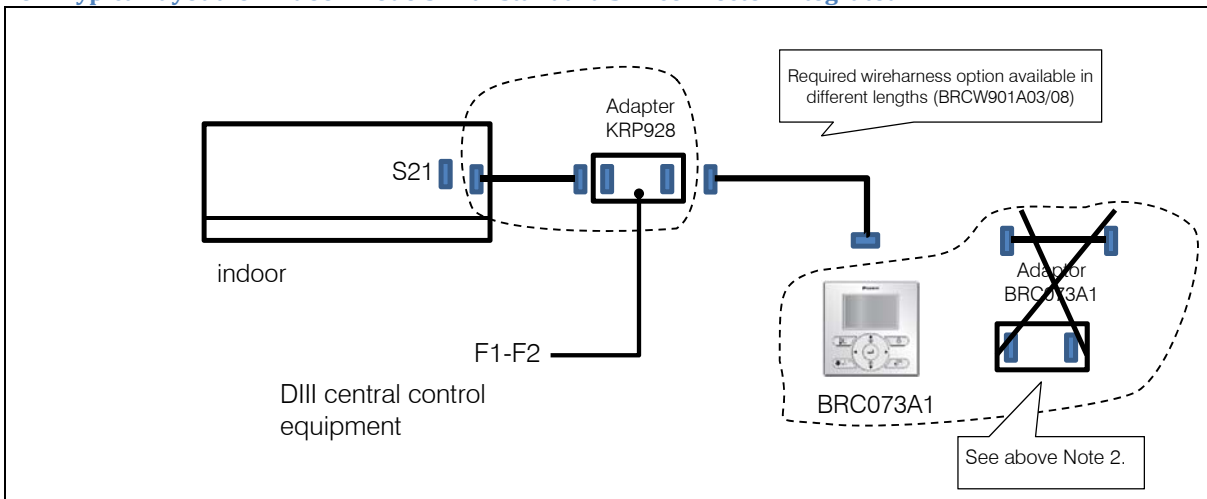 Required wireharness option available in
different lengths (BRCW901A03/08)
Adapter
KRP928
S21
indoor
Adaptor
BRC073A1
F1-F2
DIII central control
equipment
BRC073A1
See above Note 2.